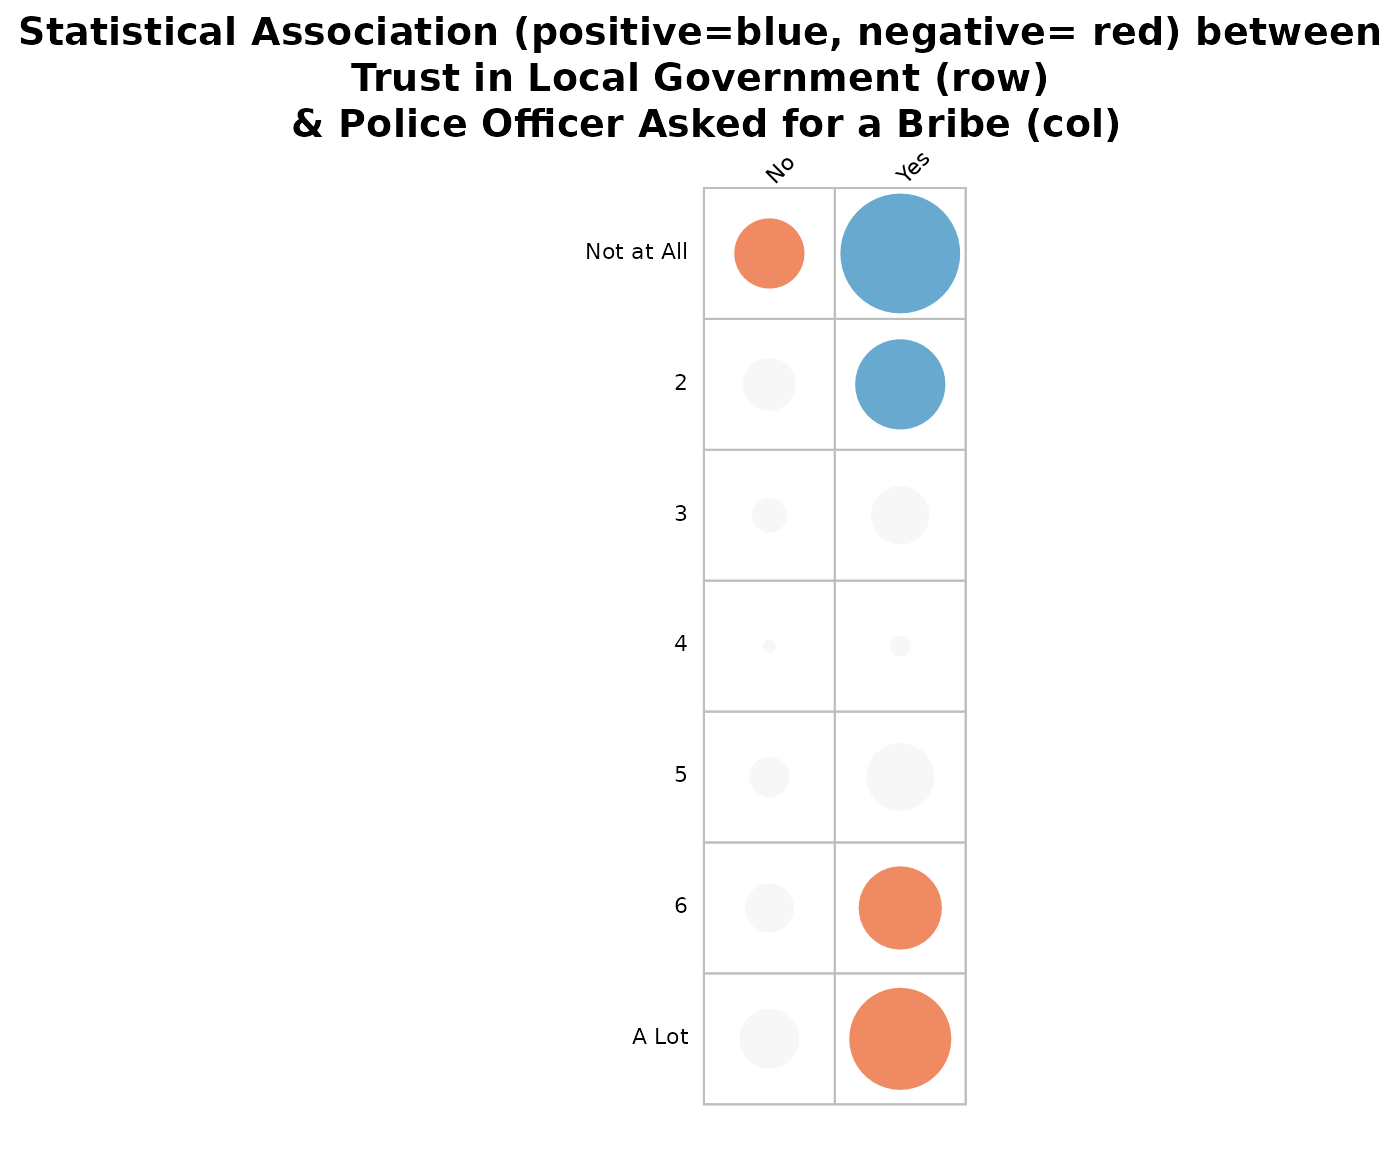 Statistical Association (positive=blue, negative= red) between
Trust in Local Government (row)
& Police Officer Asked for a Bribe (col)
No
Yes
Not at All
2
3
4
5
6
A Lot